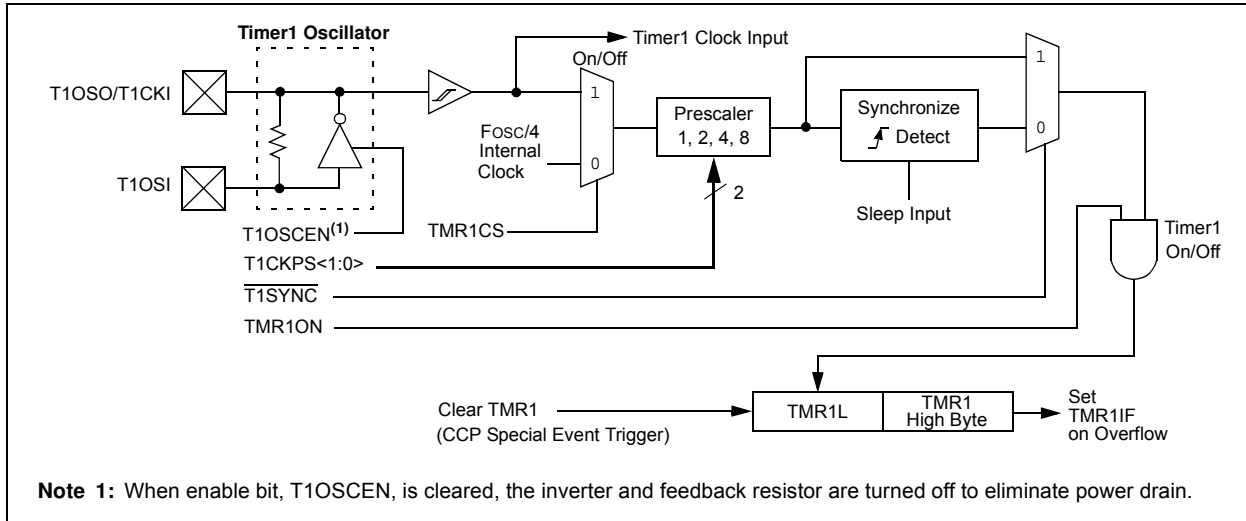 Timer1 Oscillator
T1OSO/T1CKI
T1OSI
On/Off
Timer1 Clock Input
1
FOSC/4
Internal
Clock
0
Prescaler
1, 2, 4, 8
2
Synchronize
Detect
Sleep Input
1
0
T1OSCEN(1)
TMR1CS
T1CKPS<1:0>
T1SYNC
TMR1ON
Timer1
On/Off
Clear TMR1
(CCP Special Event Trigger)
TMR1L
TMR1
High Byte
Set
TMR1IF
on Overflow
Note 1: When enable bit, T1OSCEN, is cleared, the inverter and feedback resistor are turned off to eliminate power drain.